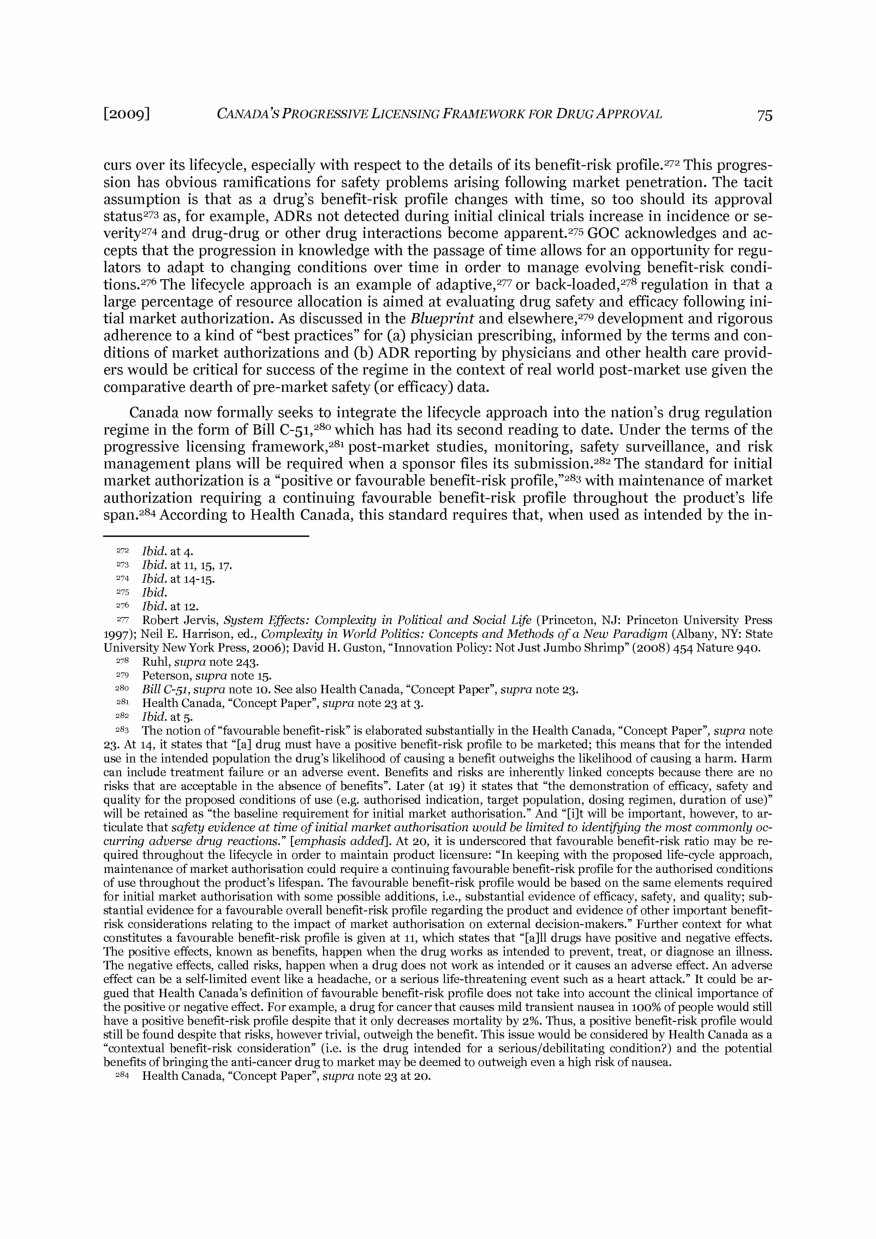 [2009] CANADA'S PROGRESSIVE LICENSING FRAMEWORK FOR DRUG APPROVAL 75
curs over its lifecycle, especially with respect to the details of its benefit-risk profile.272 This progres-
sion has obvious ramifications for safety problems arising following market penetration. The tacit
assumption is that as a drug's benefit-risk profile changes with time, so too should its approval
status273 as, for example, ADRs not detected during initial clinical trials increase in incidence or se-
verity274 and drug-drug or other drug interactions become apparent.275 GOC acknowledges and ac-
cepts that the progression in knowledge with the passage of time allows for an opportunity for regu-
lators to adapt to changing conditions over time in order to manage evolving benefit-risk condi-
tions.276 The lifecycle approach is an example of adaptive,277 or back-loaded,278 regulation in that a
large percentage of resource allocation is aimed at evaluating drug safety and efficacy following ini-
tial market authorization. As discussed in the Blueprint and elsewhere,279 development and rigorous
adherence to a kind of “best practices” for (a) physician prescribing, informed by the terms and con-
ditions of market authorizations and (b) ADR reporting by physicians and other health care provid-
ers would be critical for success of the regime in the context of real world post-market use given the
comparative dearth of pre-market safety (or efficacy) data.
Canada now formally seeks to integrate the lifecycle approach into the nation's drug regulation
regime in the form of Bill C-51,280 which has had its second reading to date. Under the terms of the
progressive licensing framework,281 post-market studies, monitoring, safety surveillance, and risk
management plans will be required when a sponsor files its submission.282 The standard for initial
market authorization is a “positive or favourable benefit-risk profile,”283 with maintenance of market
authorization requiring a continuing favourable benefit-risk profile throughout the product's life
span.284 According to Health Canada, this standard requires that, when used as intended by the in-
272 Ibid. at 4.
273 Ibid. at 11, 15, 17.
274 Ibid. at 14-15.
275 Ibid.
276 Ibid. at 12.
277 Robert Jervis, System Effects: Complexity in Political and Social Life (Princeton, NJ: Princeton University Press
1997); Neil E. Harrison, ed., Complexity in World Politics: Concepts and Methods of a New Paradigm (Albany, NY: State
University New York Press, 2006); David H. Guston, “Innovation Policy: Not Just Jumbo Shrimp” (2008) 454 Nature 940.
278 Ruhl, supra note 243.
279 Peterson, supra note 15.
280 Bill C-51, supra note 10. See also Health Canada, “Concept Paper”, supra note 23.
281 Health Canada, “Concept Paper”, supra note 23 at 3.
282 Ibid. at 5.
283 The notion of “favourable benefit-risk” is elaborated substantially in the Health Canada, “Concept Paper”, supra note
23. At 14, it states that “[a] drug must have a positive benefit-risk profile to be marketed; this means that for the intended
use in the intended population the drug's likelihood of causing a benefit outweighs the likelihood of causing a harm. Harm
can include treatment failure or an adverse event. Benefits and risks are inherently linked concepts because there are no
risks that are acceptable in the absence of benefits”. Later (at 19) it states that “the demonstration of efficacy, safety and
quality for the proposed conditions of use (e.g. authorised indication, target population, dosing regimen, duration of use)”
will be retained as “the baseline requirement for initial market authorisation.” And “[i]t will be important, however, to ar-
ticulate that safety evidence at time of initial market authorisation would be limited to identifying the most commonly oc-
curring adverse drug reactions.” [emphasis added]. At 20, it is underscored that favourable benefit-risk ratio may be re-
quired throughout the lifecycle in order to maintain product licensure: “In keeping with the proposed life-cycle approach,
maintenance of market authorisation could require a continuing favourable benefit-risk profile for the authorised conditions
of use throughout the product's lifespan. The favourable benefit-risk profile would be based on the same elements required
for initial market authorisation with some possible additions, i.e., substantial evidence of efficacy, safety, and quality; sub-
stantial evidence for a favourable overall benefit-risk profile regarding the product and evidence of other important benefit-
risk considerations relating to the impact of market authorisation on external decision-makers.” Further context for what
constitutes a favourable benefit-risk profile is given at 11, which states that “[a]ll drugs have positive and negative effects.
The positive effects, known as benefits, happen when the drug works as intended to prevent, treat, or diagnose an illness.
The negative effects, called risks, happen when a drug does not work as intended or it causes an adverse effect. An adverse
effect can be a self-limited event like a headache, or a serious life-threatening event such as a heart attack.” It could be ar-
gued that Health Canada's definition of favourable benefit-risk profile does not take into account the clinical importance of
the positive or negative effect. For example, a drug for cancer that causes mild transient nausea in 100% of people would still
have a positive benefit-risk profile despite that it only decreases mortality by 2%. Thus, a positive benefit-risk profile would
still be found despite that risks, however trivial, outweigh the benefit. This issue would be considered by Health Canada as a
“contextual benefit-risk consideration” (i.e. is the drug intended for a serious/debilitating condition?) and the potential
benefits of bringing the anti-cancer drug to market may be deemed to outweigh even a high risk of nausea.
284 Health Canada, “Concept Paper”, supra note 23 at 20.